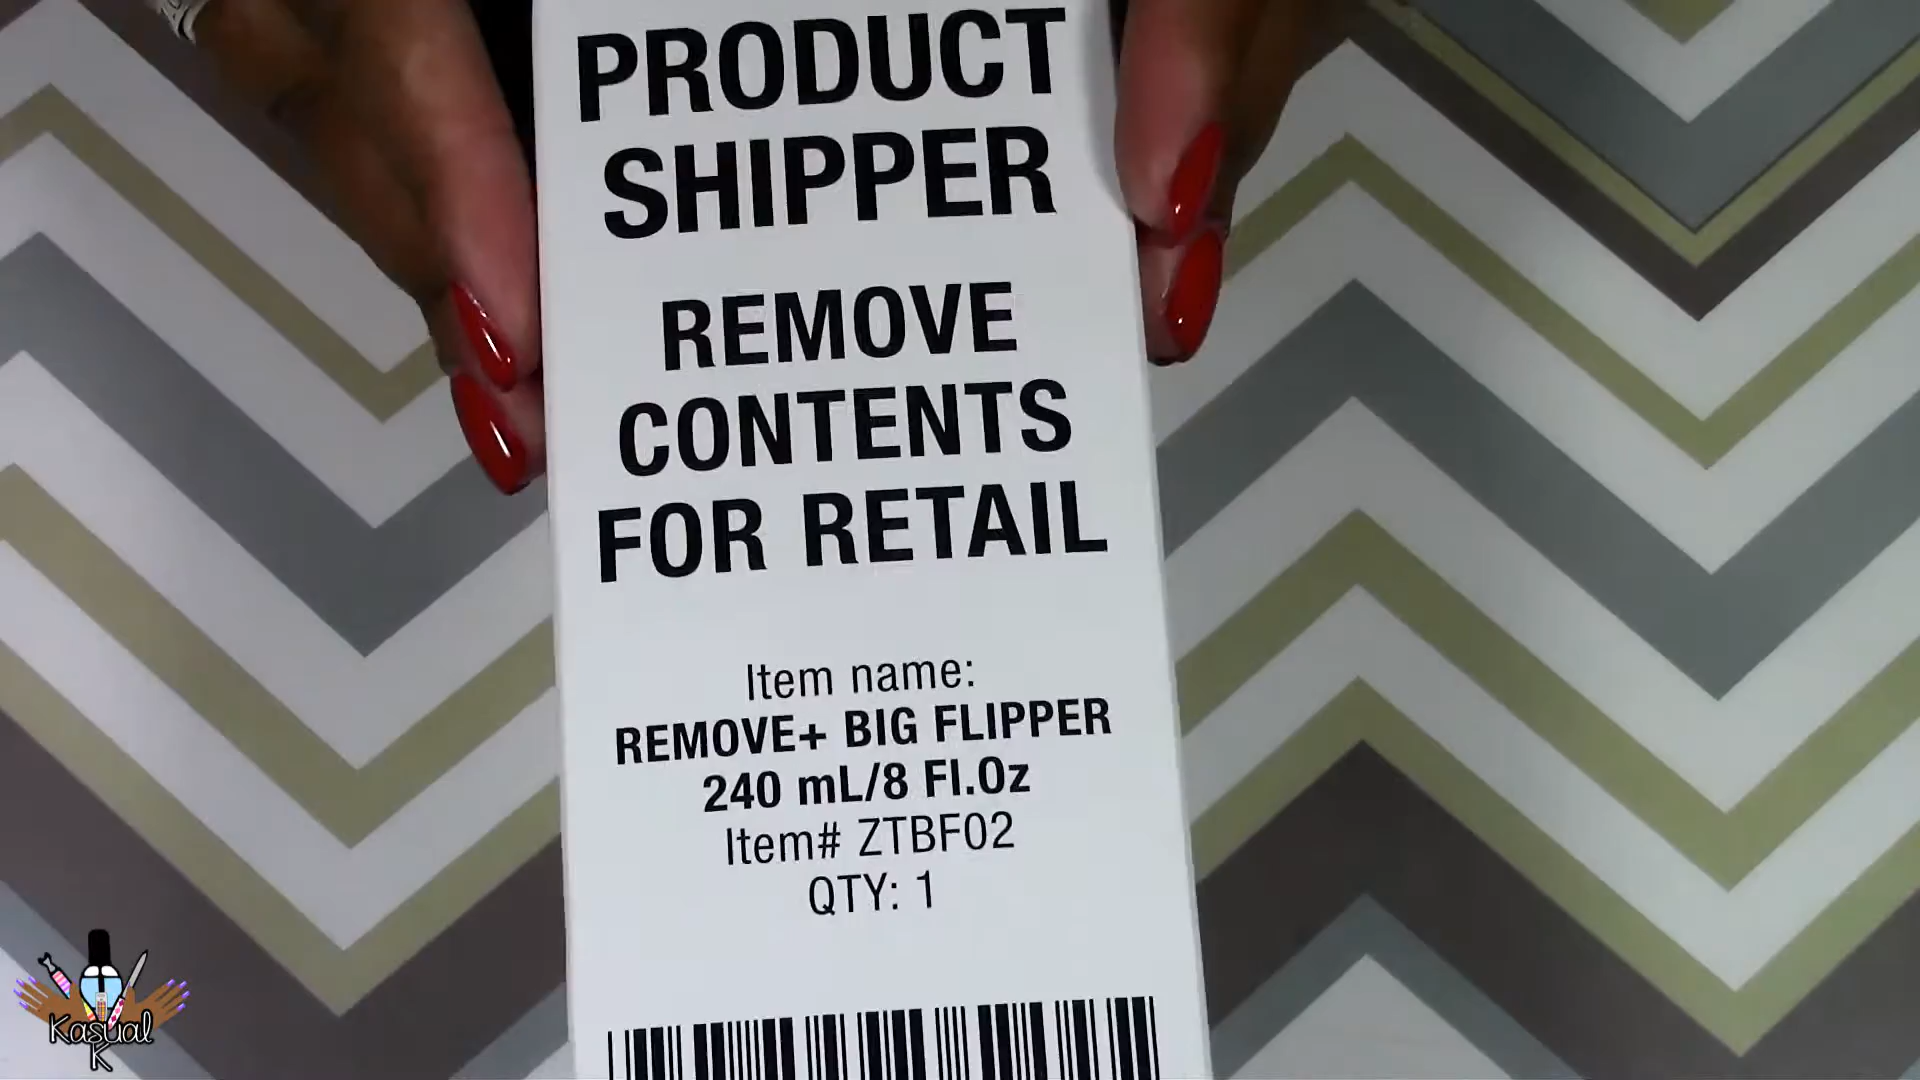 PRODUCT
SHIPPER
REMOVE
CONTENTS
FOR RETAIL
Item name:
REMOVE+ BIG FLIPPER
240 mL/8 Fl.Oz
Item# ZTBF02
QTY: 1
Kasual
K